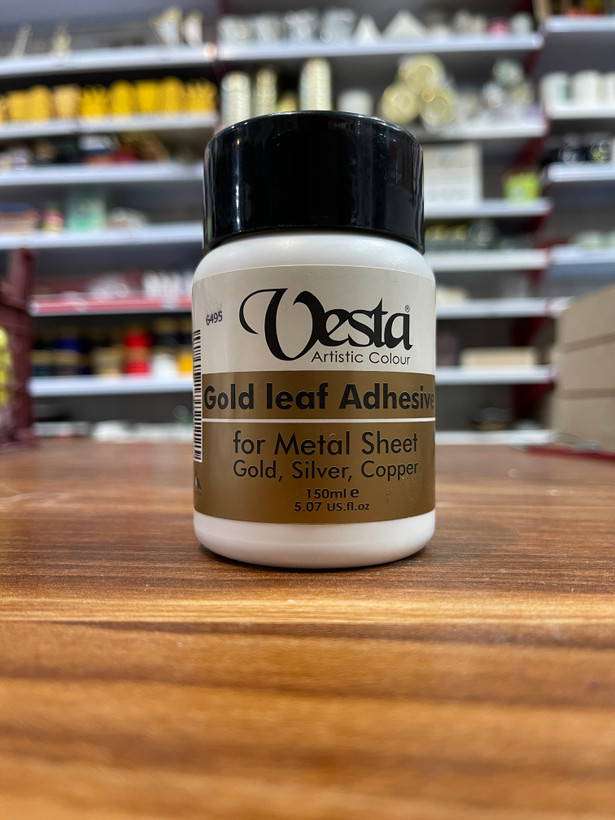 6495
Vesta®
Artistic Colour
Gold leaf Adhesive
for Metal Sheet
Gold, Silver, Copper
150ml e
5.07 US.fl.oz